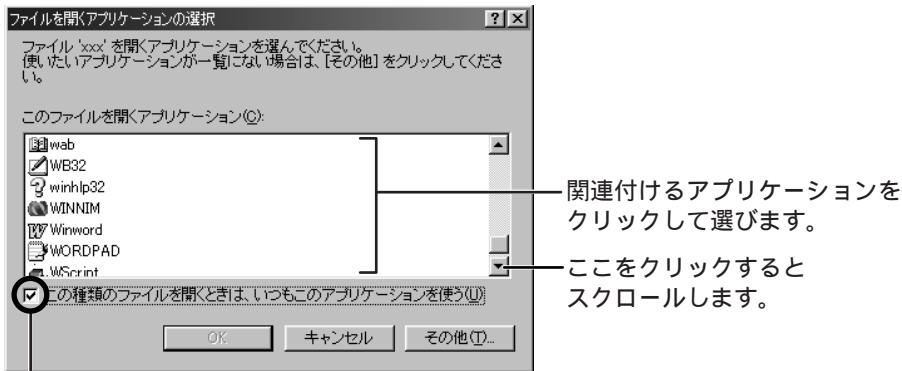 ファイルを開くアプリケーションの選択
ファイル 'xxx' を開くアプリケーションを選んでください。
使いたいアプリケーションが一覧にない場合は、[その他] をクリックしてくださ
い。
このファイルを開くアプリケーション(C):
wab
WB32
winhlp32
WINNIM
Winword
WORDPAD
WScript
関連付けるアプリケーションを
クリックして選びます。
ここをクリックすると
スクロールします。
この種類のファイルを開くときは、いつもこのアプリケーションを使う(U)
OK
キャンセル
その他(T)...